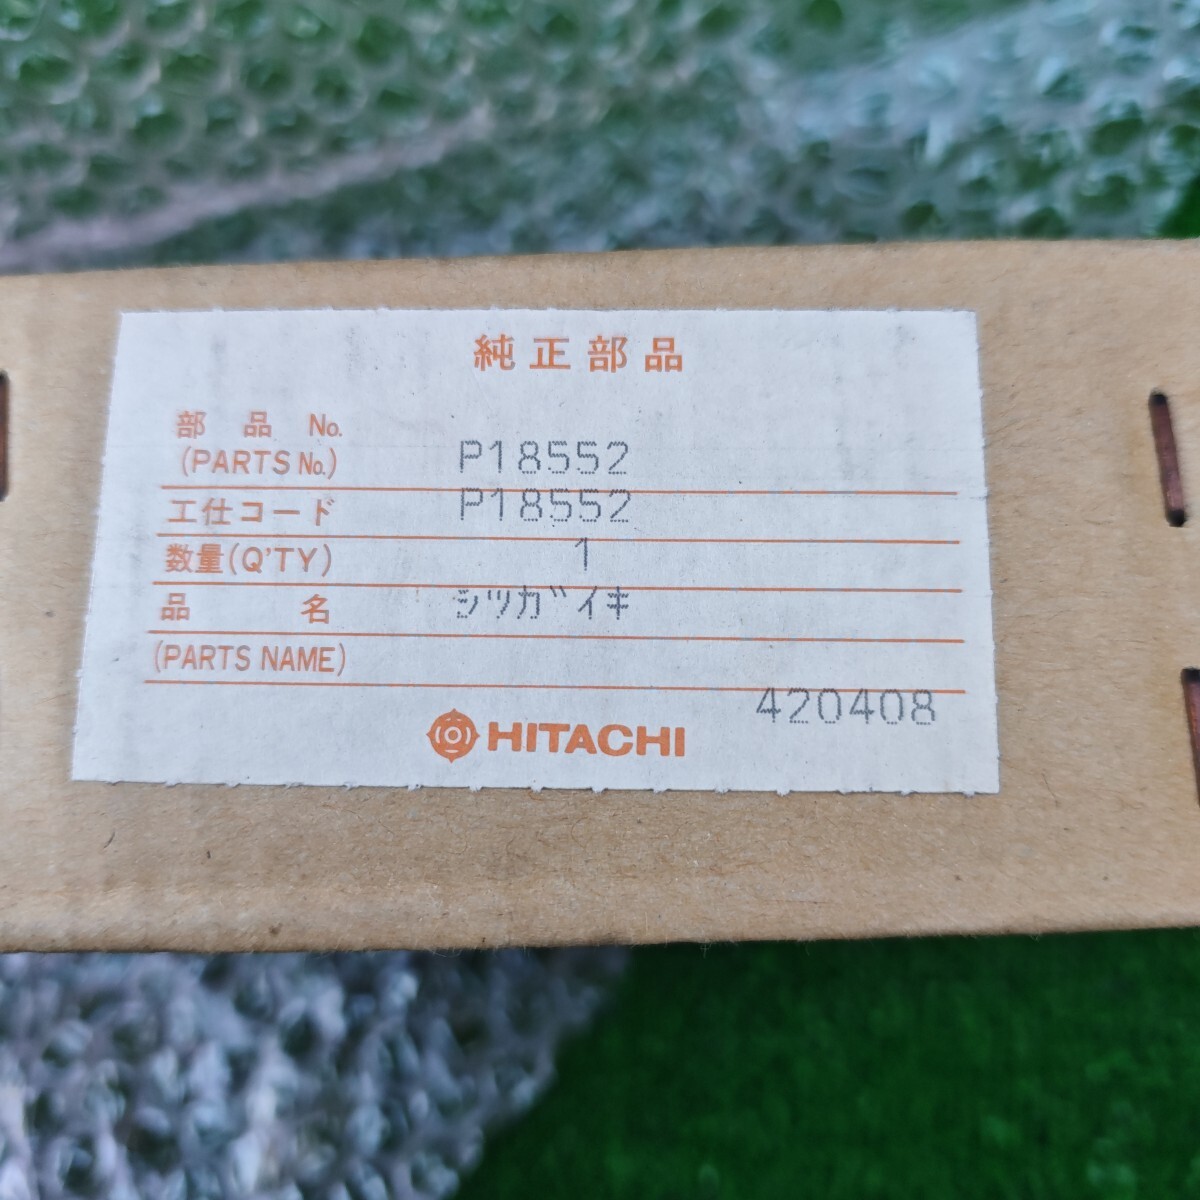 純正部品
部品 No.
(PARTS No.) P18552
工仕コード P18552
数量(Q'TY) 1
品名 ｼﾂｶﾞｲｷ
(PARTS NAME)
420408
HITACHI